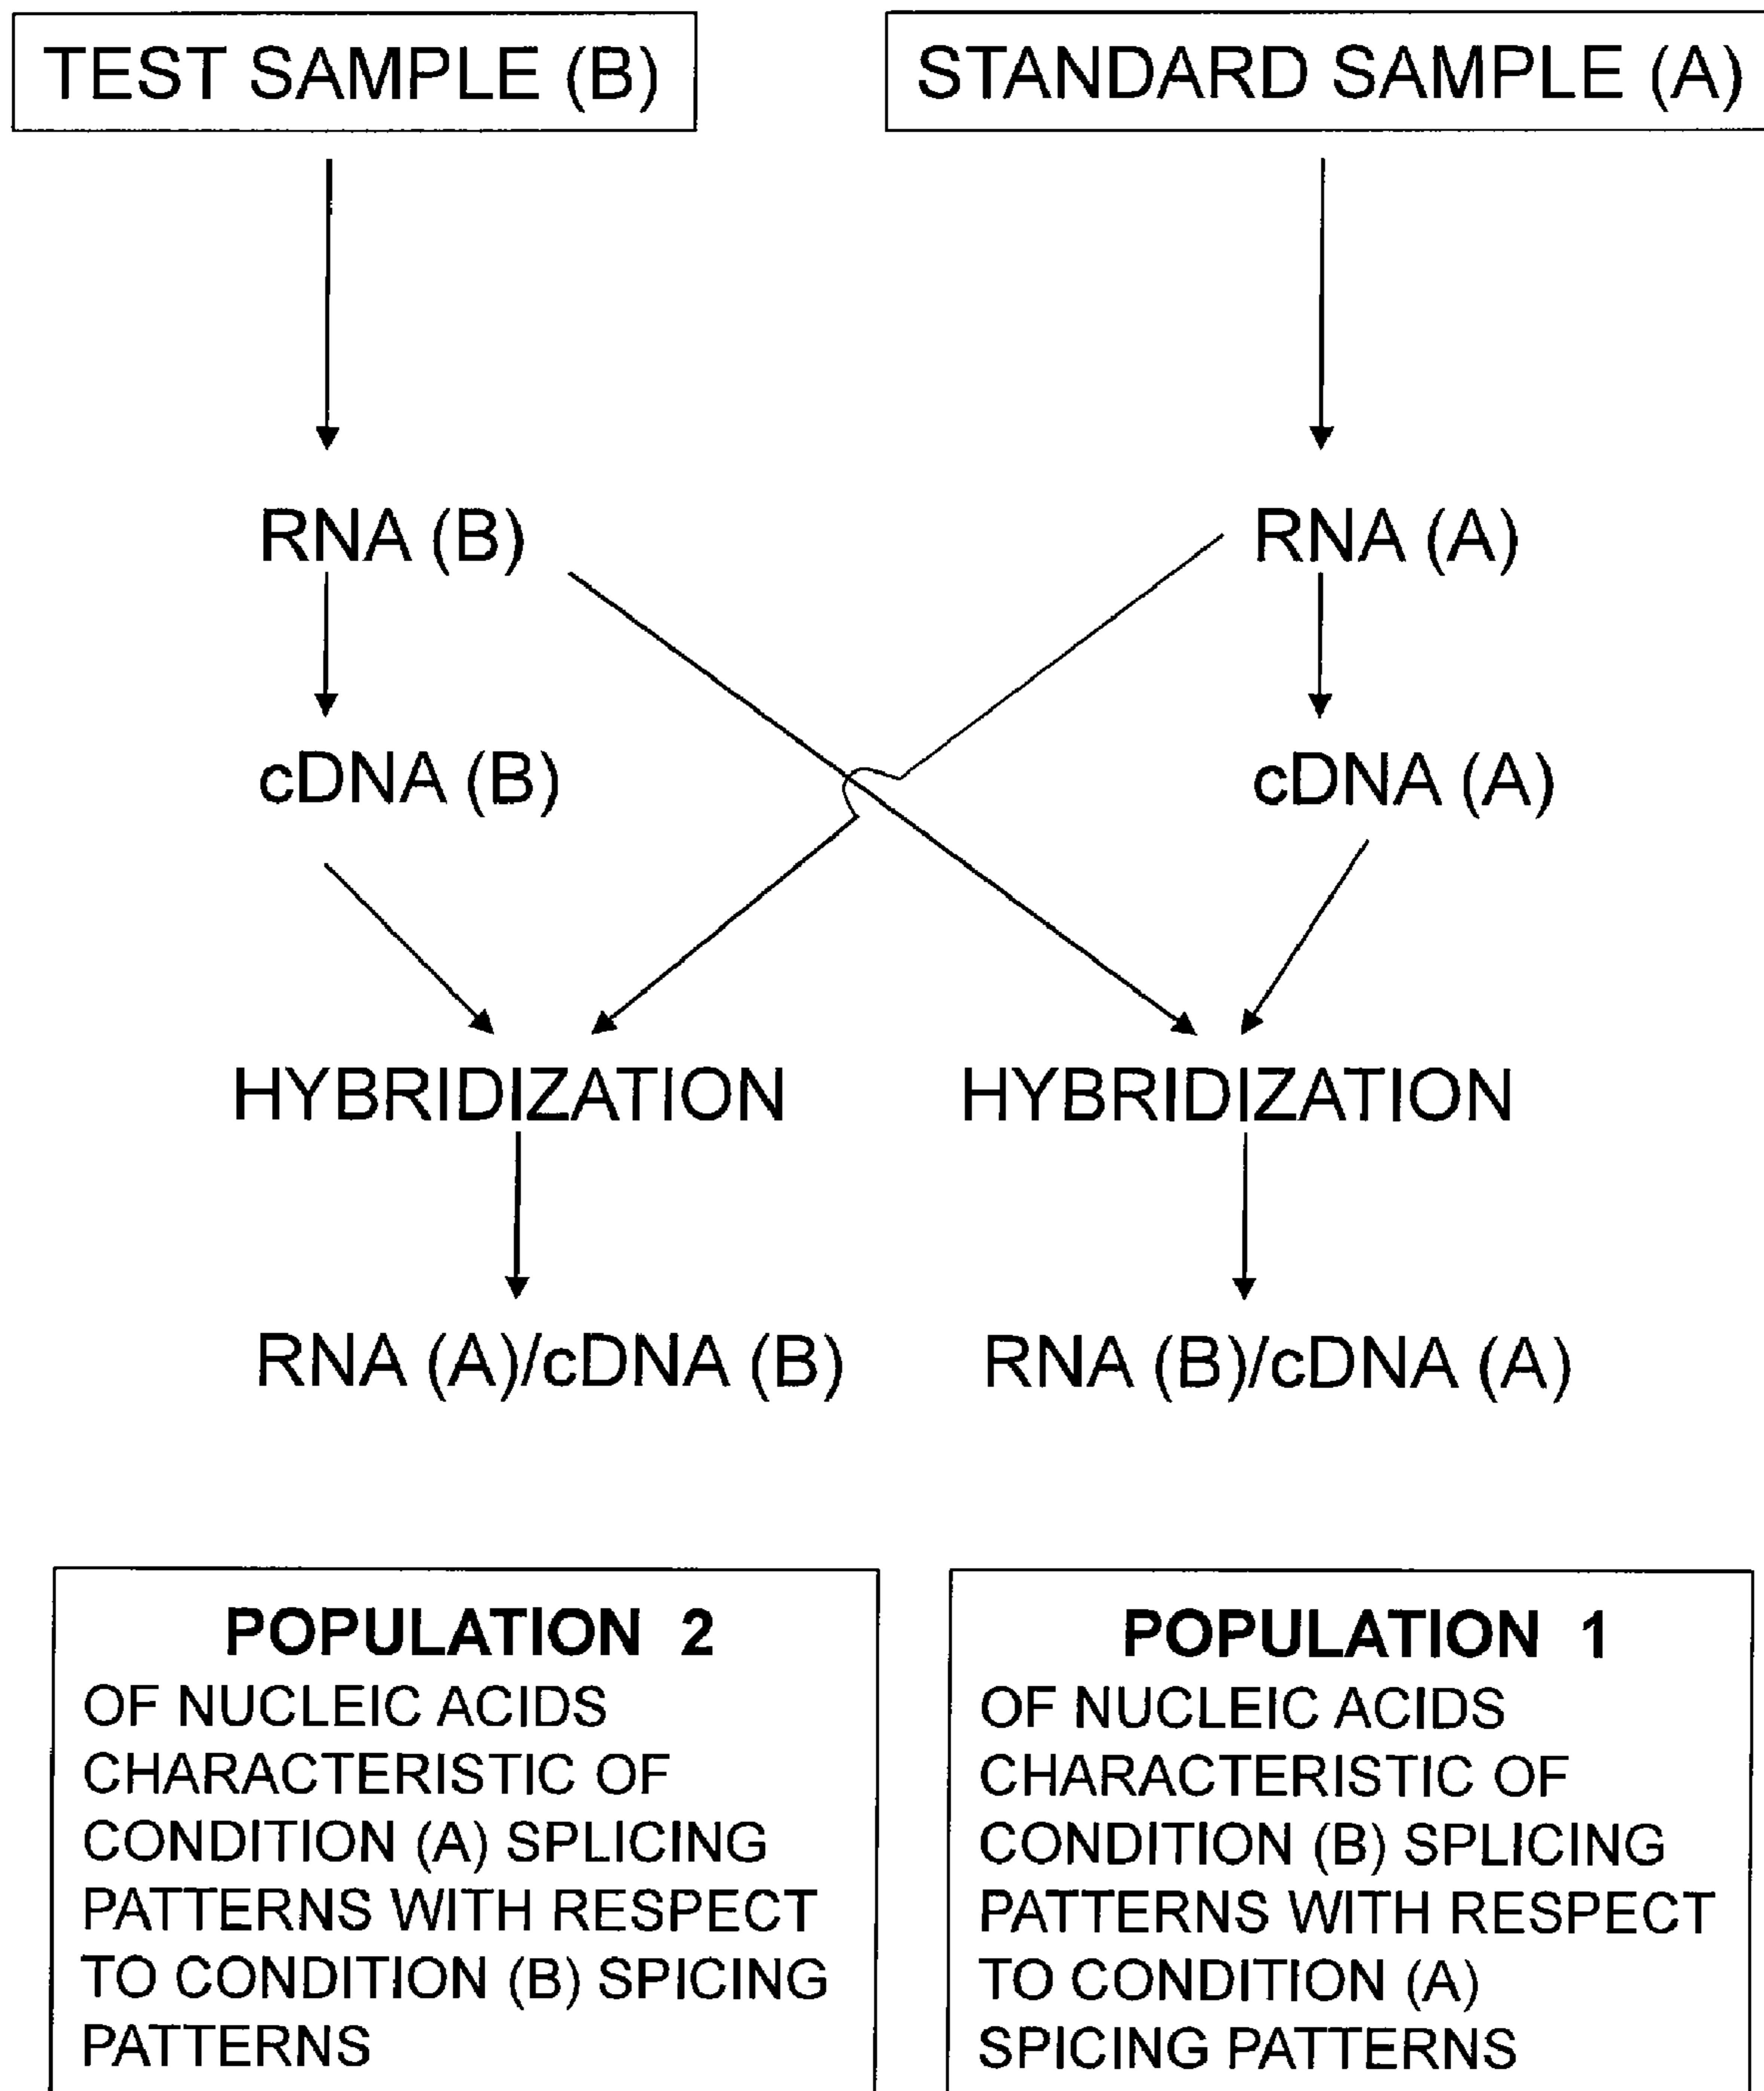 TEST SAMPLE (B)
STANDARD SAMPLE (A)
RNA (B)
RNA (A)
cDNA (B)
cDNA (A)
HYBRIDIZATION
HYBRIDIZATION
RNA (A)/cDNA (B)
RNA (B)/cDNA (A)
POPULATION 2
OF NUCLEIC ACIDS
CHARACTERISTIC OF
CONDITION (A) SPLICING
PATTERNS WITH RESPECT
TO CONDITION (B) SPICING
PATTERNS
POPULATION 1
OF NUCLEIC ACIDS
CHARACTERISTIC OF
CONDITION (B) SPLICING
PATTERNS WITH RESPECT
TO CONDITION (A)
SPICING PATTERNS